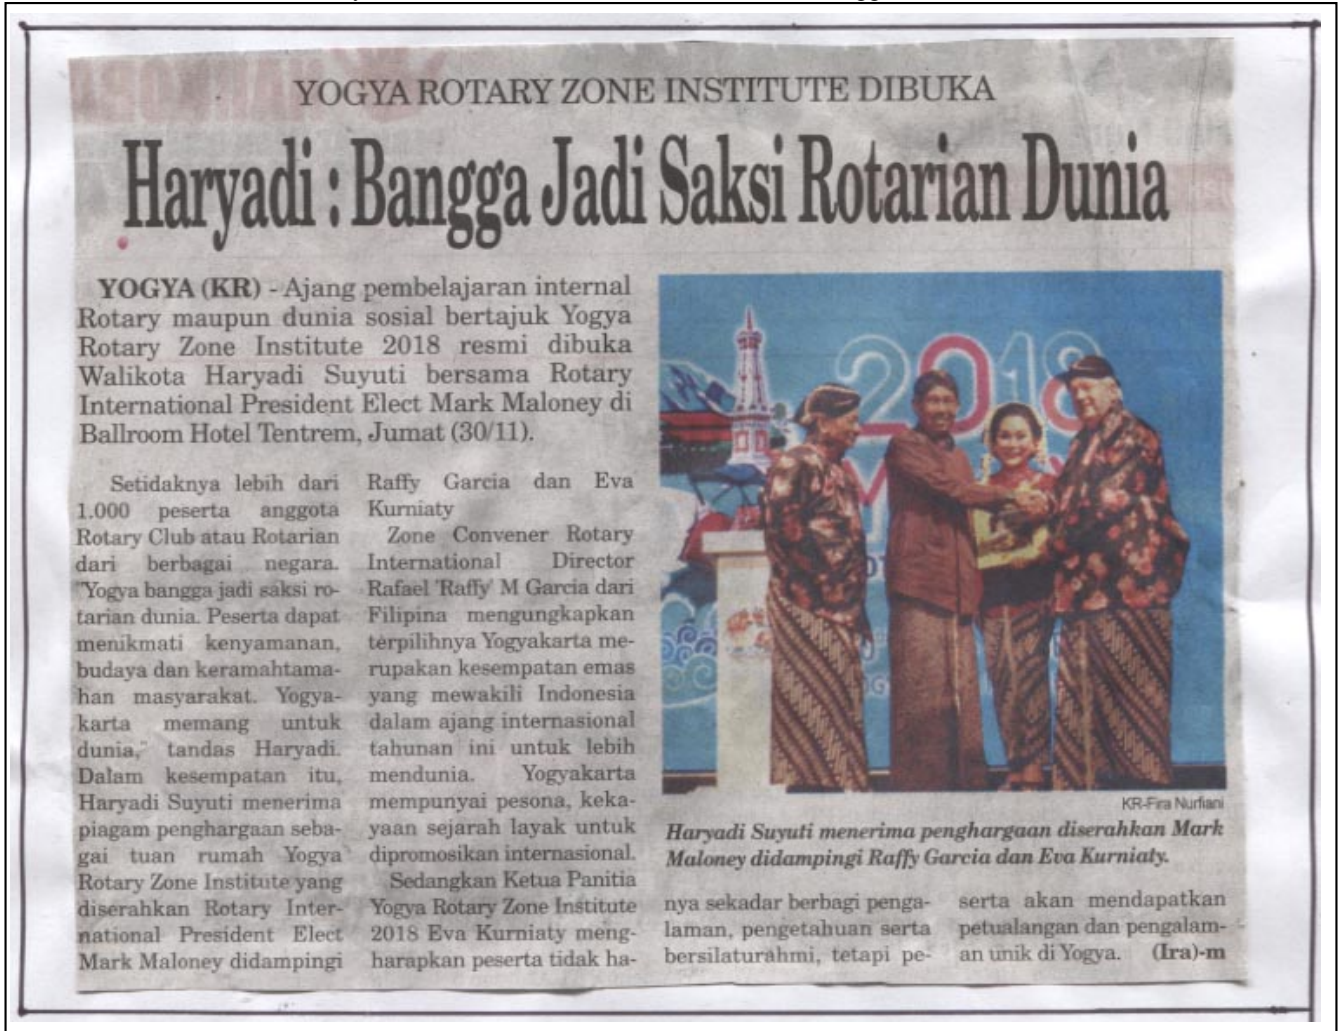 YOGYA ROTARY ZONE INSTITUTE DIBUKA
Haryadi : Bangga Jadi Saksi Rotarian Dunia
YOGYA (KR) - Ajang pembelajaran internal
Rotary maupun dunia sosial bertajuk Yogya
Rotary Zone Institute 2018 resmi dibuka
Walikota Haryadi Suyuti bersama Rotary
International President Elect Mark Maloney di
Ballroom Hotel Tentrem, Jumat (30/11).
Setidaknya lebih dari
1.000 peserta anggota
Rotary Club atau Rotarian
dari berbagai negara.
"Yogya bangga jadi saksi ro-
tarian dunia. Peserta dapat
menikmati kenyamanan,
budaya dan keramahtama-
han masyarakat. Yogya-
karta memang untuk
dunia," tandas Haryadi.
Dalam kesempatan itu,
Haryadi Suyuti menerima
piagam penghargaan seba-
gai tuan rumah Yogya
Rotary Zone Institute yang
diserahkan Rotary Inter-
national President Elect
Mark Maloney didampingi
Raffy Garcia dan Eva
Kurniaty
Zone Convener Rotary
International Director
Rafael 'Raffy' M Garcia dari
Filipina mengungkapkan
terpilihnya Yogyakarta me-
rupakan kesempatan emas
yang mewakili Indonesia
dalam ajang internasional
tahunan ini untuk lebih
mendunia. Yogyakarta
mempunyai pesona, keka-
yaan sejarah layak untuk
dipromosikan internasional.
Sedangkan Ketua Panitia
Yogya Rotary Zone Institute
2018 Eva Kurniaty meng-
harapkan peserta tidak ha-
2018
KR-Fira Nurfiani
Haryadi Suyuti menerima penghargaan diserahkan Mark
Maloney didampingi Raffy Garcia dan Eva Kurniaty.
nya sekadar berbagi penga-
laman, pengetahuan serta
bersilaturahmi, tetapi pe-
serta akan mendapatkan
petualangan dan pengalam-
an unik di Yogya. (Ira)-m